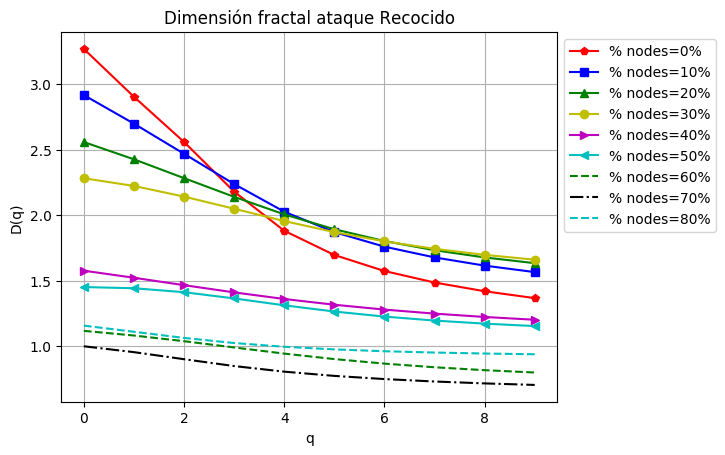 Dimensión fractal ataque Recocido
D(q)
3.0
2.5
2.0
1.5
1.0
0 2 4 6 8
q
% nodes=0%
% nodes=10%
% nodes=20%
% nodes=30%
% nodes=40%
% nodes=50%
% nodes=60%
% nodes=70%
% nodes=80%